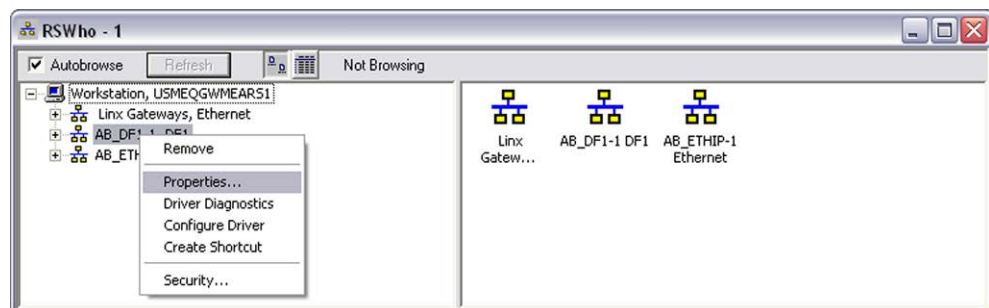 RSWho - 1
Autobrowse Refresh Not Browsing
Workstation, USMEQGWMEARS1
Linx Gateways, Ethernet
AB_DF1-1 DF1
AB_ETH
Remove
Properties...
Driver Diagnostics
Configure Driver
Create Shortcut
Security...
Linx
Gatew...
AB_DF1-1 DF1
AB_ETHIP-1
Ethernet